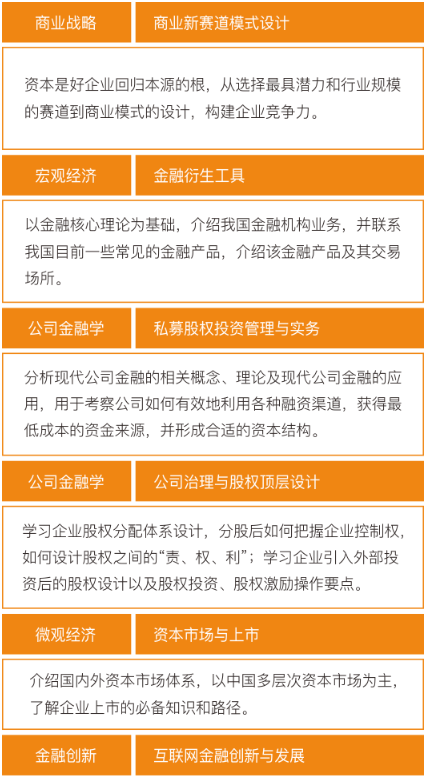 商业战略 商业新赛道模式设计
资本是好企业回归本源的根，从选择最具潜力和行业规模
的赛道到商业模式的设计，构建企业竞争力。
宏观经济 金融衍生工具
以金融核心理论为基础，介绍我国金融机构业务，并联系
我国目前一些常见的金融产品，介绍该金融产品及其交易
场所。
公司金融学 私募股权投资管理与实务
分析现代公司金融的相关概念、理论及现代公司金融的应
用，用于考察公司如何有效地利用各种融资渠道，获得最
低成本的资金来源，并形成合适的资本结构。
公司金融学 公司治理与股权顶层设计
学习企业股权分配体系设计，分股后如何把握企业控制权，
如何设计股权之间的“责、权、利”；学习企业引入外部投
资后的股权设计以及股权投资、股权激励操作要点。
微观经济 资本市场与上市
介绍国内外资本市场体系，以中国多层次资本市场为主，
了解企业上市的必备知识和路径。
金融创新 互联网金融创新与发展